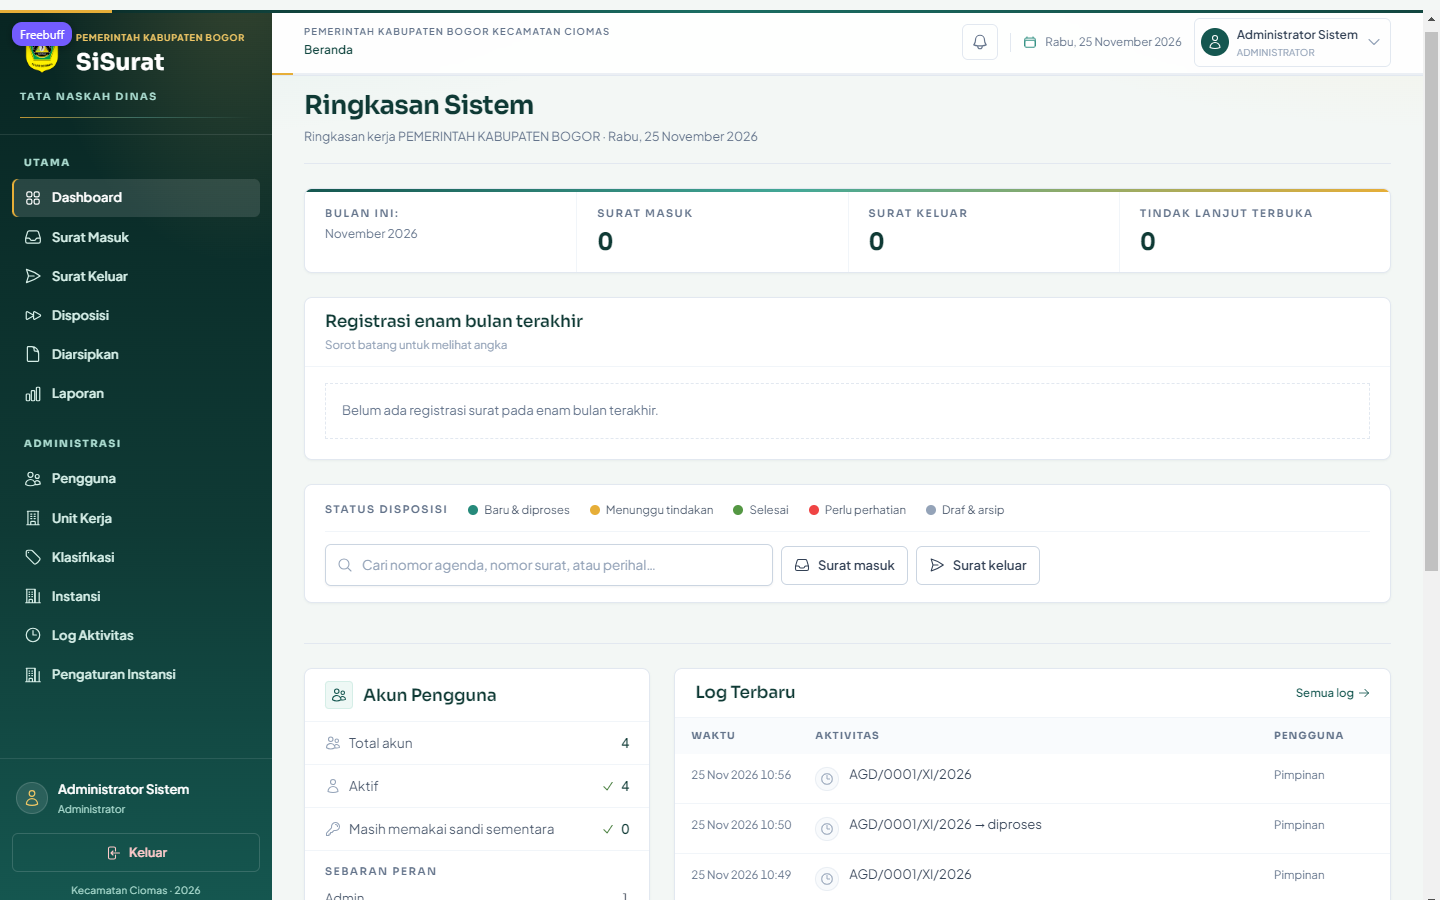 Freebuff
PEMERINTAH KABUPATEN BOGOR
SiSurat
TATA NASKAH DINAS
UTAMA
Dashboard
Surat Masuk
Surat Keluar
Disposisi
Diarsipkan
Laporan
ADMINISTRASI
Pengguna
Unit Kerja
Klasifikasi
Instansi
Log Aktivitas
Pengaturan Instansi
Administrator Sistem
Administrator
Keluar
Kecamatan Ciomas · 2026
PEMERINTAH KABUPATEN BOGOR KECAMATAN CIOMAS
Beranda
Rabu, 25 November 2026
Administrator Sistem
ADMINISTRATOR
Ringkasan Sistem
Ringkasan kerja PEMERINTAH KABUPATEN BOGOR · Rabu, 25 November 2026
BULAN INI:
November 2026
SURAT MASUK
0
SURAT KELUAR
0
TINDAK LANJUT TERBUKA
0
Registrasi enam bulan terakhir
Sorot batang untuk melihat angka
Belum ada registrasi surat pada enam bulan terakhir.
STATUS DISPOSISI Baru & diproses Menunggu tindakan Selesai Perlu perhatian Draf & arsip
Cari nomor agenda, nomor surat, atau perihal... Surat masuk Surat keluar
Akun Pengguna
Total akun 4
Aktif ✓ 4
Masih memakai sandi sementara ✓ 0
SEBARAN PERAN
Admin 1
Log Terbaru Semua log →
WAKTU AKTIVITAS PENGGUNA
25 Nov 2026 10:56 AGD/0001/XI/2026 Pimpinan
25 Nov 2026 10:50 AGD/0001/XI/2026 → diproses Pimpinan
25 Nov 2026 10:49 AGD/0001/XI/2026 Pimpinan